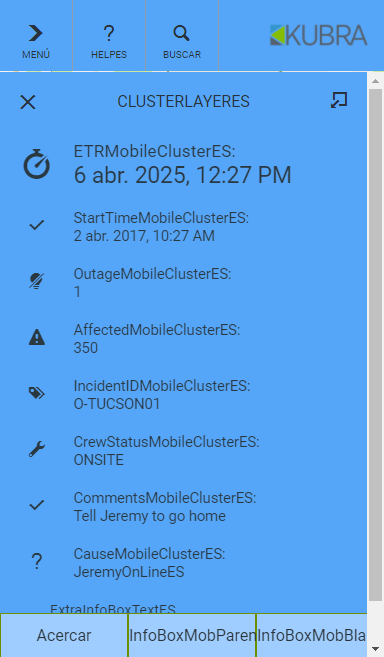 MENÚ
HELPES
BUSCAR
KUBRA
CLUSTERLAYERES
ETRMobileClusterES:
6 abr. 2025, 12:27 PM
StartTimeMobileClusterES:
2 abr. 2017, 10:27 AM
OutageMobileClusterES:
1
AffectedMobileClusterES:
350
IncidentIDMobileClusterES:
O-TUCSON01
CrewStatusMobileClusterES:
ONSITE
CommentsMobileClusterES:
Tell Jeremy to go home
CauseMobileClusterES:
JeremyOnLineES
ExtraInfoBoxTextES
Acercar
InfoBoxMobParen
InfoBoxMobBla